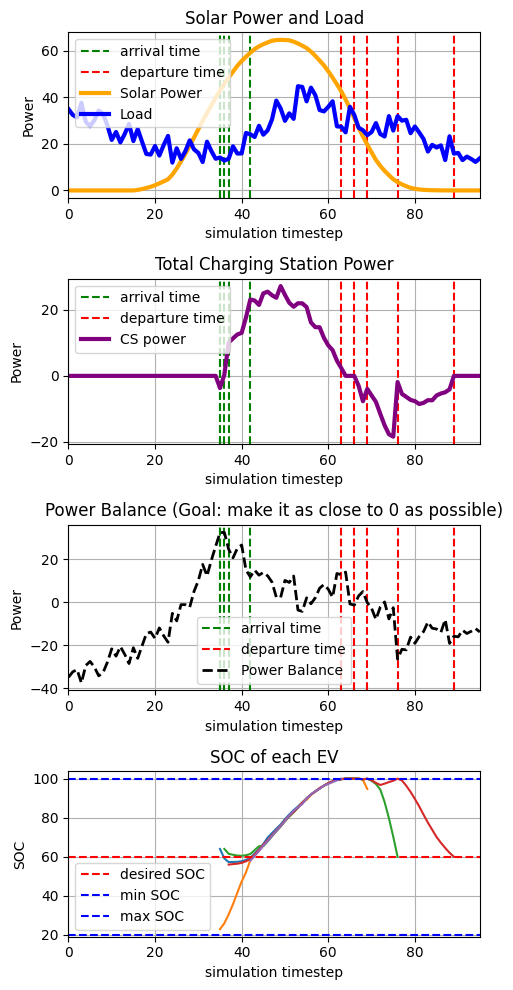 Solar Power and Load
60
40
20
0
Power
arrival time
departure time
Solar Power
Load
0 20 40 60 80
simulation timestep
Total Charging Station Power
20
0
−20
Power
arrival time
departure time
CS power
0 20 40 60 80
simulation timestep
Power Balance (Goal: make it as close to 0 as possible)
20
0
−20
−40
Power
arrival time
departure time
Power Balance
0 20 40 60 80
simulation timestep
SOC of each EV
100
80
60
40
20
SOC
desired SOC
min SOC
max SOC
0 20 40 60 80
simulation timestep